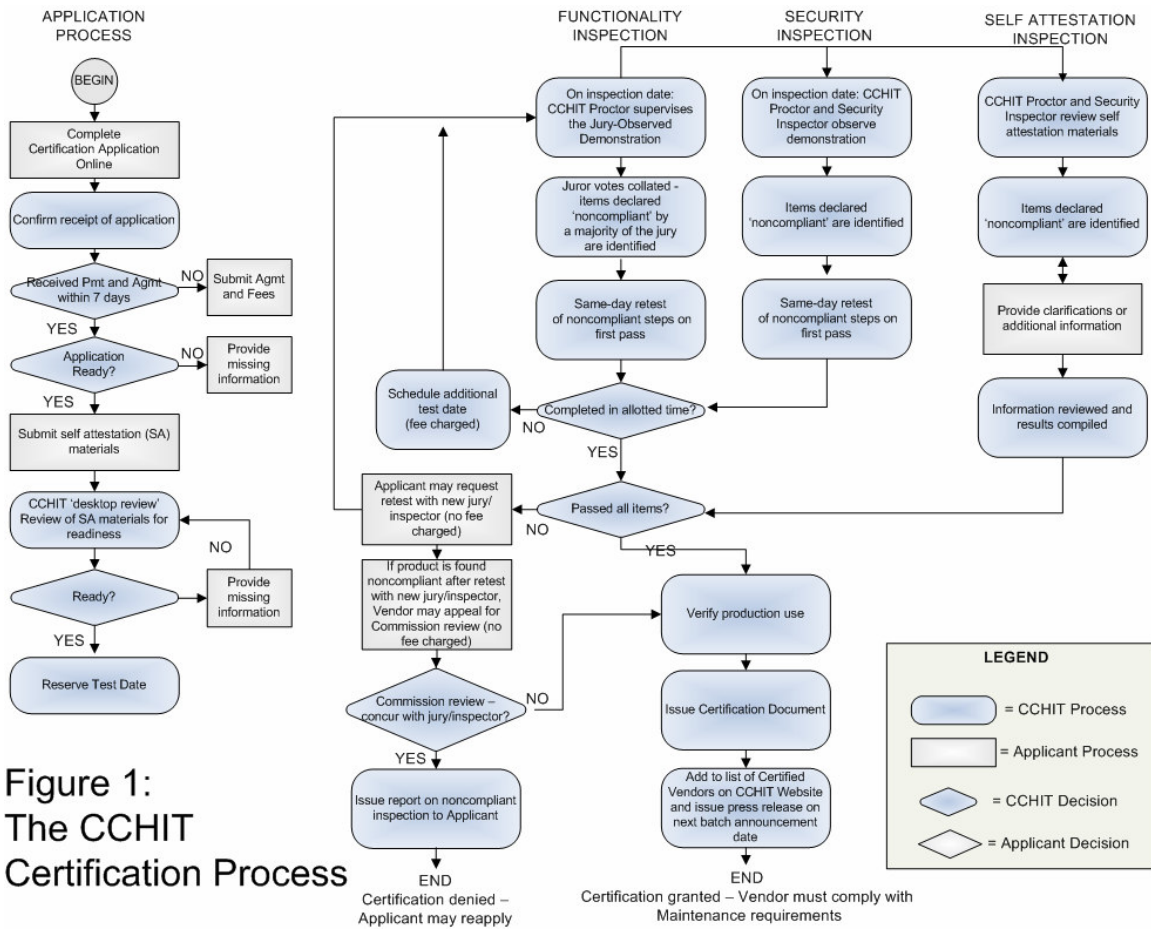 APPLICATION
PROCESS
BEGIN
Complete
Certification Application
Online
Confirm receipt of application
Received Pmt and Agmt
within 7 days
NO
Submit Agmt
and Fees
YES
Application
Ready?
NO
Provide
missing
information
YES
Submit self attestation (SA)
materials
CCHIT 'desktop review'
Review of SA materials for
readiness
NO
Ready?
Provide
missing
information
YES
Reserve Test Date
FUNCTIONALITY
INSPECTION
On inspection date:
CCHIT Proctor supervises
the Jury-Observed
Demonstration
Juror votes collated -
items declared
'noncompliant' by
a majority of the jury
are identified
Same-day retest
of noncompliant steps on
first pass
Completed in allotted time?
NO
Schedule additional
test date
(fee charged)
YES
Passed all items?
NO
Applicant may request
retest with new jury/
inspector (no fee
charged)
If product is found
noncompliant after retest
with new jury/inspector,
Vendor may appeal for
Commission review (no
fee charged)
Commission review –
concur with jury/inspector?
NO
YES
Issue report on noncompliant
inspection to Applicant
END
Certification denied –
Applicant may reapply
YES
Verify production use
Issue Certification Document
Add to list of Certified
Vendors on CCHIT Website
and issue press release on
next batch announcement
date
END
Certification granted – Vendor must comply with
Maintenance requirements
SECURITY
INSPECTION
On inspection date: CCHIT
Proctor and Security
Inspector observe
demonstration
Items declared
'noncompliant' are identified
Same-day retest
of noncompliant steps on
first pass
SELF ATTESTATION
INSPECTION
CCHIT Proctor and Security
Inspector review self
attestation materials
Items declared
'noncompliant' are identified
Provide clarifications or
additional information
Information reviewed and
results compiled
LEGEND
= CCHIT Process
= Applicant Process
= CCHIT Decision
= Applicant Decision
Figure 1:
The CCHIT
Certification Process